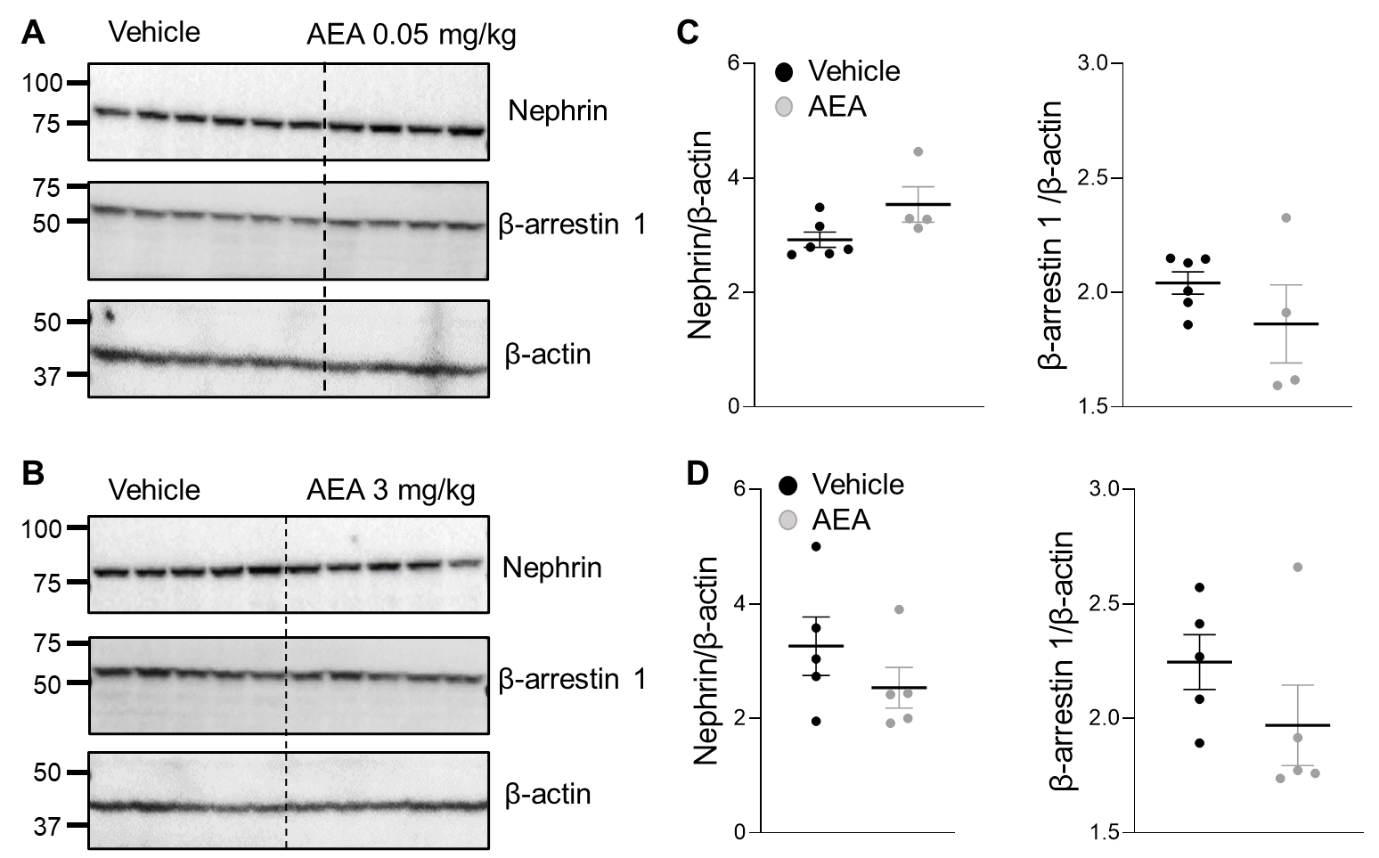 A
Vehicle
AEA 0.05 mg/kg
100
75
Nephrin
75
50
β-arrestin 1
50
37
β-actin
B
Vehicle
AEA 3 mg/kg
100
75
Nephrin
75
50
β-arrestin 1
50
37
β-actin
C
Vehicle
AEA
Nephrin/β-actin
6
4
2
0
β-arrestin 1 /β-actin
3.0
2.5
2.0
1.5
D
Vehicle
AEA
Nephrin/β-actin
6
4
2
0
β-arrestin 1/β-actin
3.0
2.5
2.0
1.5